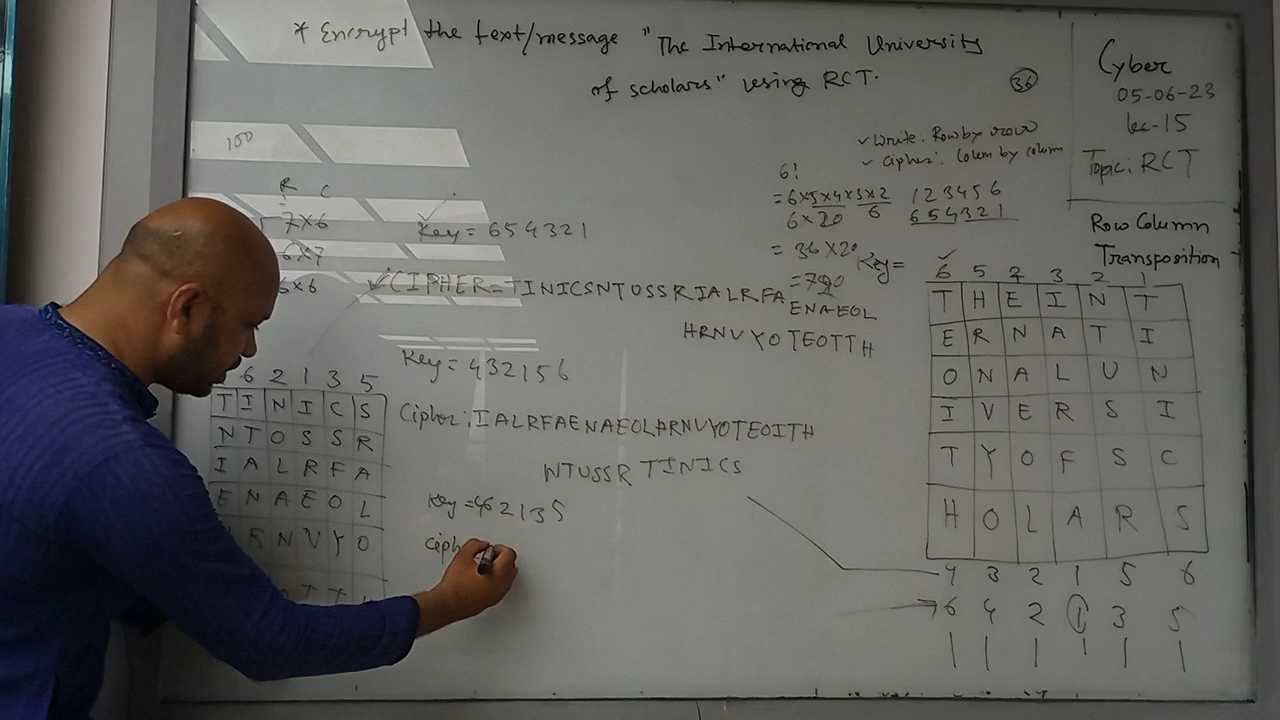 * Encrypt the text/message "The International University
of scholars" using RCT.
36
Cyber
05-06-23
lec-15
Topic: RCT
100
✓ Write: Row by row
✓ cipher: Colum by column
6!
= 6×5×4×3×2
6×20 6
= 36×20
=720
1 2 3 4 5 6
6 5 4 3 2 1
R C
7×6
6×7
6×6
✓ Key = 654321
✓ CIPHER = TINICSNTOSSRIALRFA
ENAEOL
HRNVYOTEOTTH
Key = 432156
Cipher: IALRFAENAEOLHRNVYOTEOITH
NTUSSR TINICS
Key = 462135
Ciph
6 2 1 3 5
T I N I C S
N T O S S R
I A L R F A
E N A E O L
R N V Y O
Row Column
Transposition
Key =
6 5 4 3 2 1
T H E I N T
E R N A T I
O N A L U N
I V E R S I
T Y O F S C
H O L A R S
4 3 2 1 5 6
→ 6 4 2 1 3 5
| | | | | |